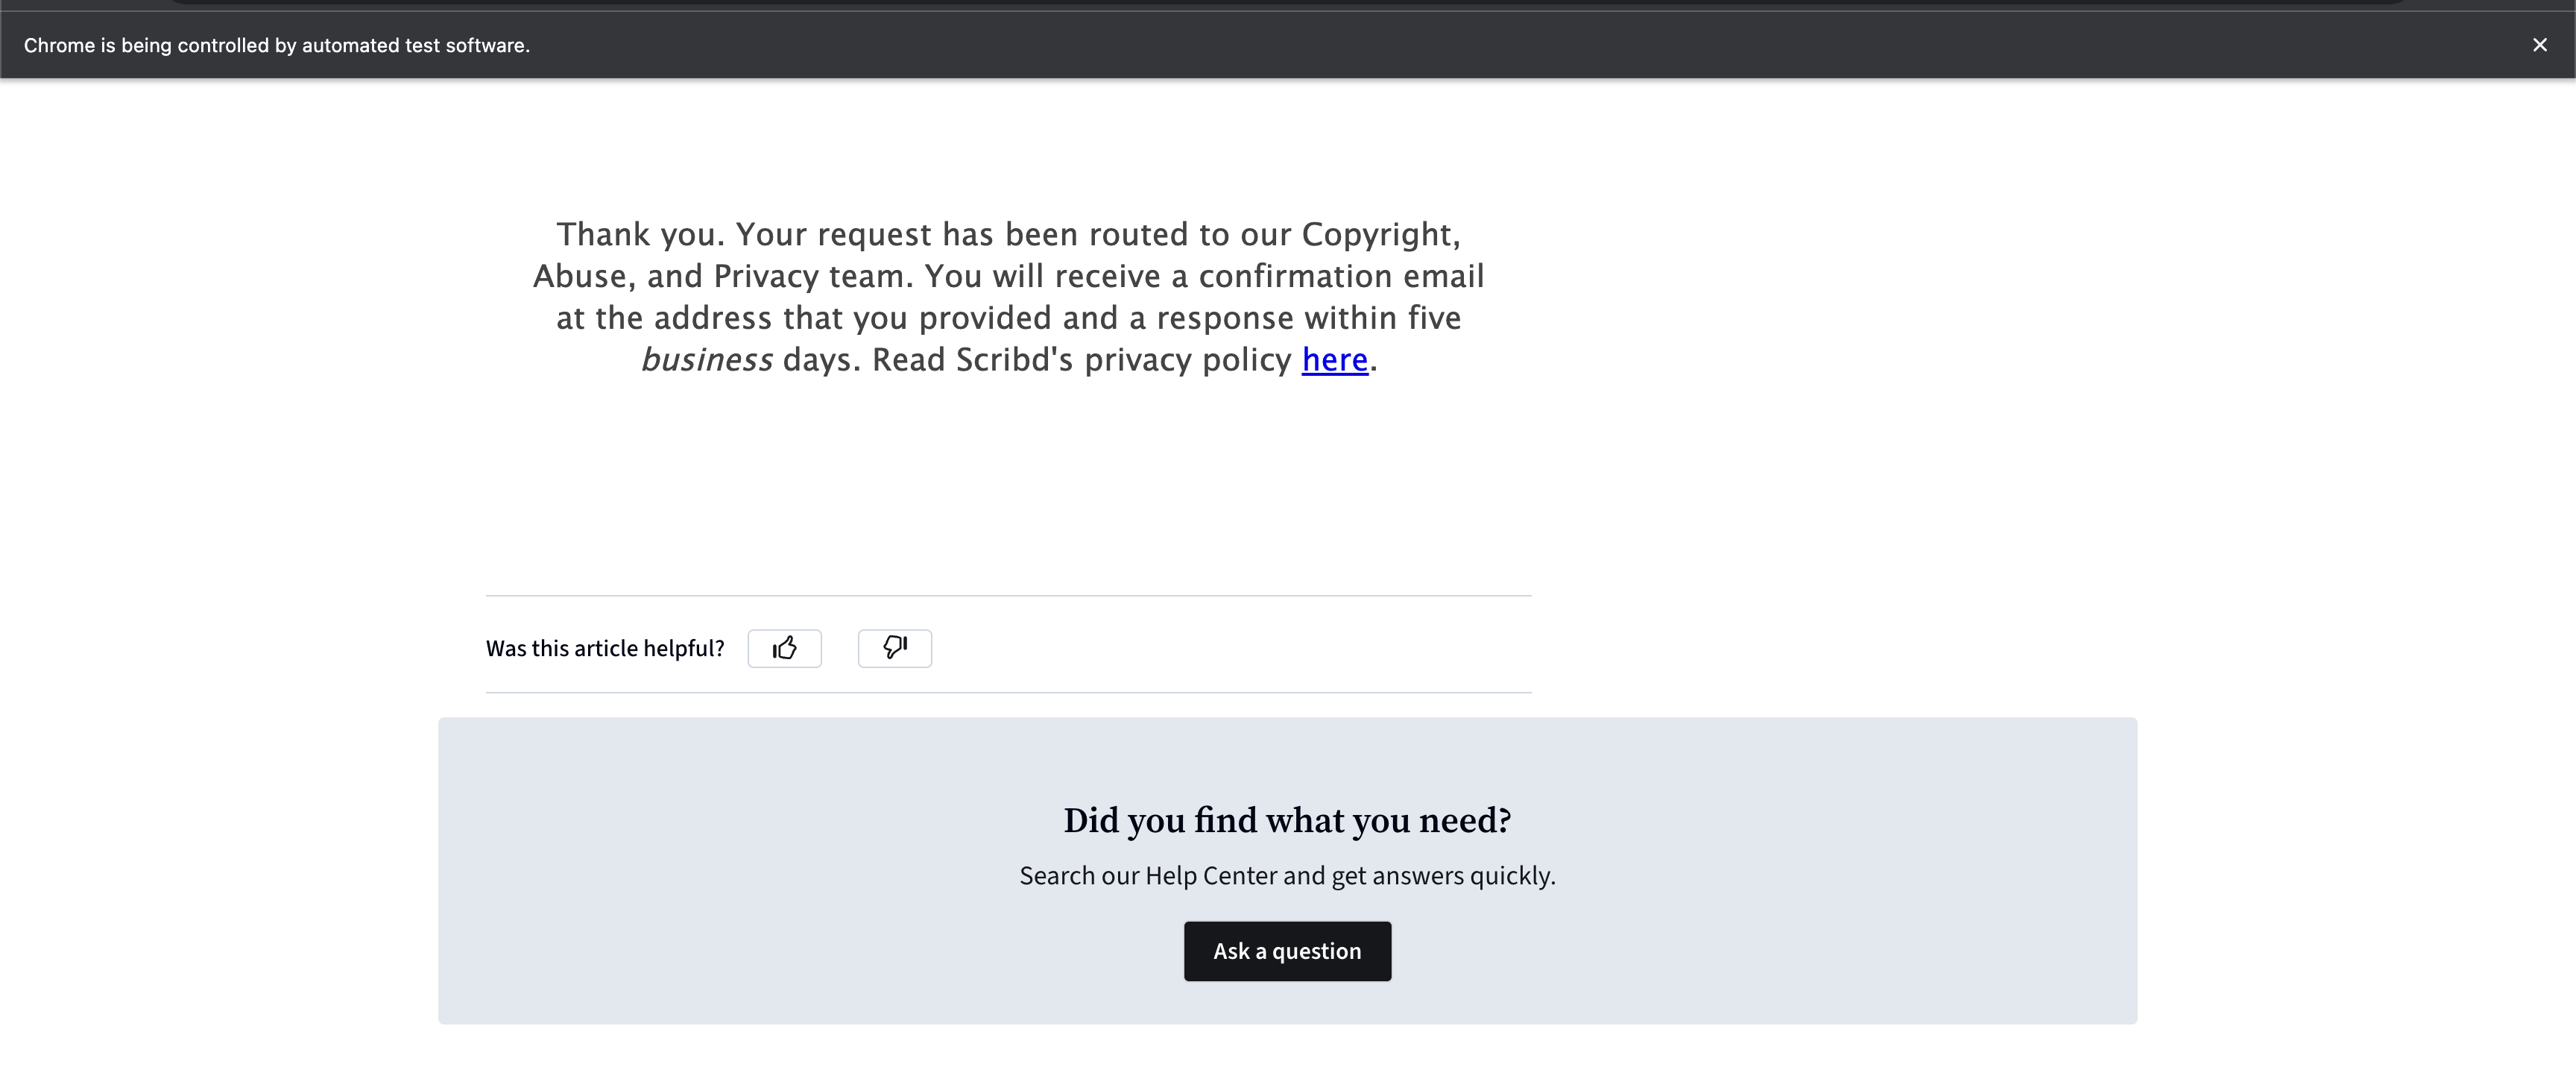 Chrome is being controlled by automated test software.
Thank you. Your request has been routed to our Copyright,
Abuse, and Privacy team. You will receive a confirmation email
at the address that you provided and a response within five
business days. Read Scribd's privacy policy here.
Was this article helpful?
Did you find what you need?
Search our Help Center and get answers quickly.
Ask a question